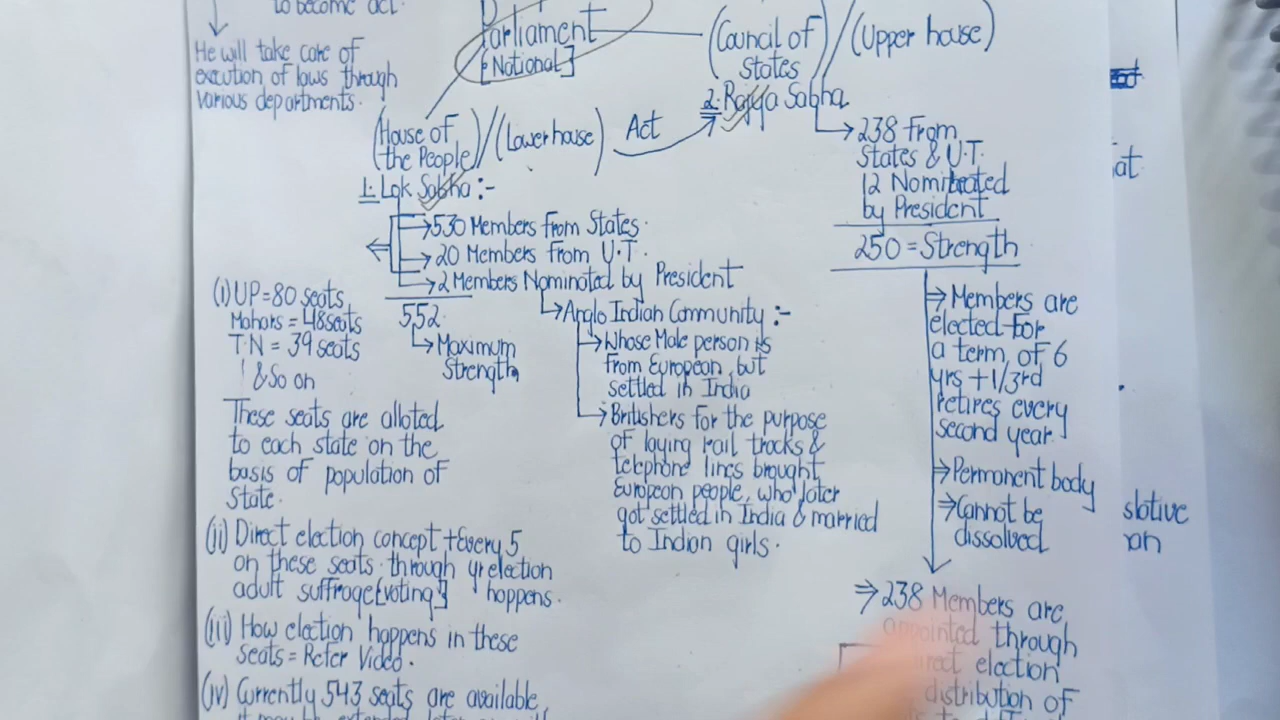 to become act.
He will take care of
execution of laws through
various departments.
Parliament
[National]
(Council of
States)
/(Upper house)
2. Rajya Sabha
(House of
the People)
/(Lower house)
Act
1. Lok Sabha :-
530 Members from States.
20 Members from U.T.
2 Members Nominated by President
552
Maximum
Strength
Anglo Indian Community :-
Whose Male person is
from European, but
settled in India
Britishers for the purpose
of laying rail tracks &
telephone lines brought
European people, who later
got settled in India & married
to Indian girls.
(i) UP = 80 seats
Mahars = 48 seats
T.N = 39 seats
& So on
These seats are alloted
to each state on the
basis of population of
State.
(ii) Direct election concept + Every 5
on these seats through yr election
adult suffrage [voting] happens.
(iii) How election happens in these
seats = Refer Video.
(iv) Currently 543 seats are available,
238 From
States & U.T.
12 Nominated
by President
250 = Strength
Members are
elected for
a term of 6
yrs + 1/3rd
retires every
second year
Permanent body
Cannot be
dissolved
238 Members are
appointed through
election
distribution of